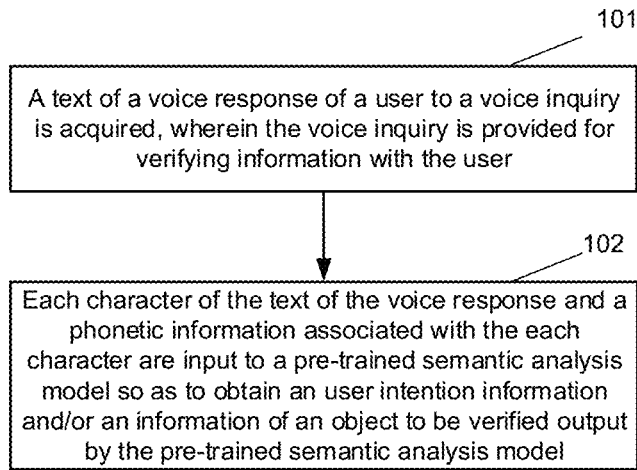 101
A text of a voice response of a user to a voice inquiry
is acquired, wherein the voice inquiry is provided for
verifying information with the user
102
Each character of the text of the voice response and a
phonetic information associated with the each
character are input to a pre-trained semantic analysis
model so as to obtain an user intention information
and/or an information of an object to be verified output
by the pre-trained semantic analysis model